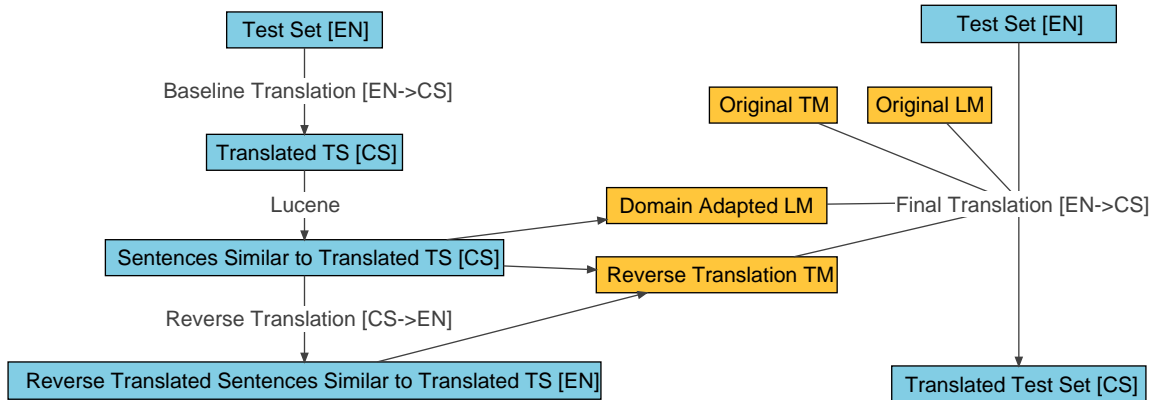 Test Set [EN]
Baseline Translation [EN->CS]
Translated TS [CS]
Lucene
Sentences Similar to Translated TS [CS]
Reverse Translation [CS->EN]
Reverse Translated Sentences Similar to Translated TS [EN]
Test Set [EN]
Original TM
Original LM
Domain Adapted LM
Final Translation [EN->CS]
Reverse Translation TM
Translated Test Set [CS]